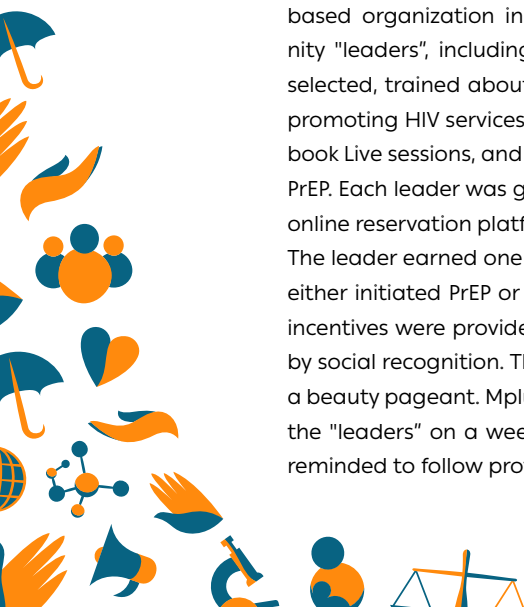 based organization in
nity "leaders", including
selected, trained about
promoting HIV services
book Live sessions, and
PrEP. Each leader was g
online reservation platf
The leader earned one
either initiated PrEP or
incentives were provide
by social recognition. Th
a beauty pageant. Mpl
the "leaders" on a wee
reminded to follow pro